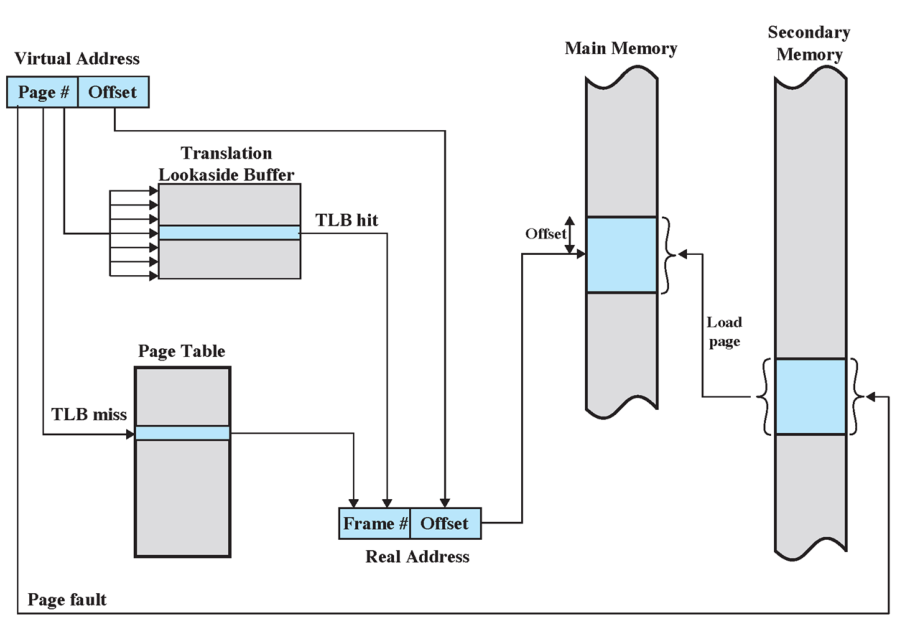 Secondary
Memory
Main Memory
Virtual Address
Page # Offset
Translation
Lookaside Buffer
TLB hit
Offset
Load
page
Page Table
TLB miss
Frame # Offset
Real Address
Page fault